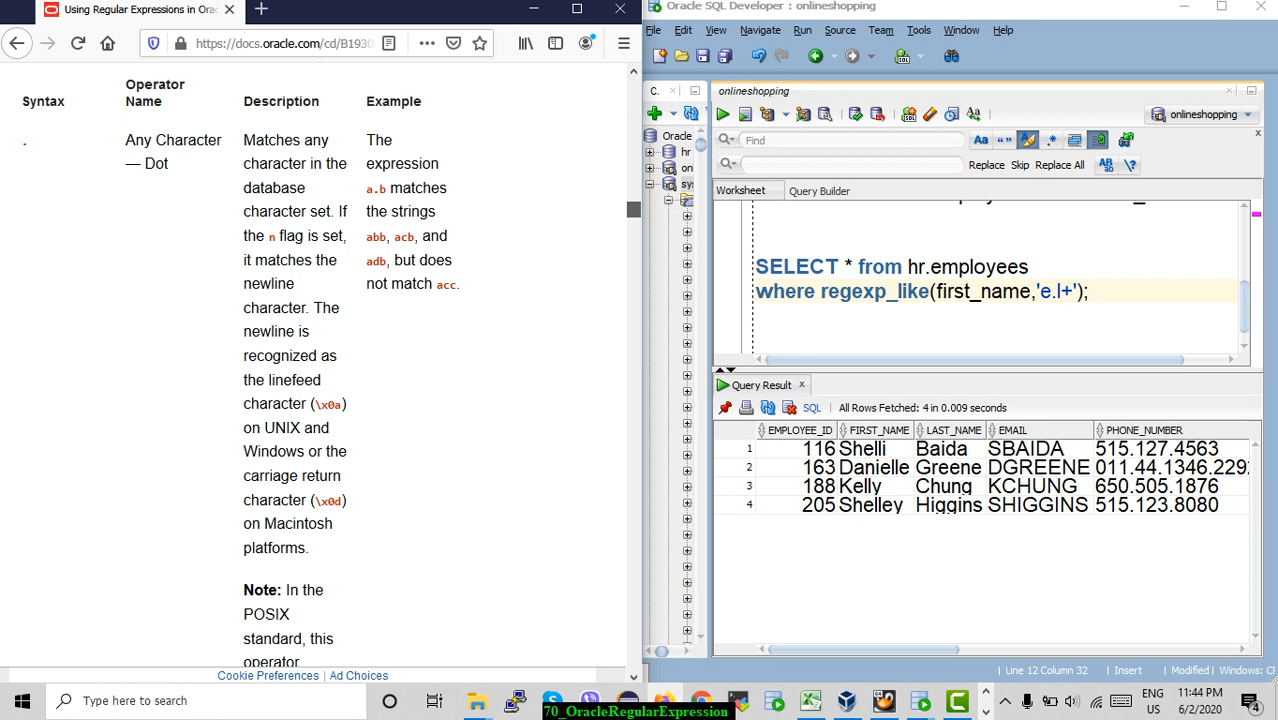 Using Regular Expressions in Orac
https://docs.oracle.com/cd/B1930
Syntax
Operator
Name
Description
Example
.
Any Character
— Dot
Matches any
character in the
database
character set. If
the n flag is set,
it matches the
newline
character. The
newline is
recognized as
the linefeed
character (\x0a)
on UNIX and
Windows or the
carriage return
character (\x0d)
on Macintosh
platforms.
Note: In the
POSIX
standard, this
operator
The
expression
a.b matches
the strings
abb, acb, and
adb, but does
not match acc.
Cookie Preferences | Ad Choices
Oracle SQL Developer : onlineshopping
File Edit View Navigate Run Source Team Tools Window Help
C.
onlineshopping
onlineshopping
Oracle
hr
on
sys
Find
Replace Skip Replace All
Worksheet Query Builder
SELECT * from hr.employees
where regexp_like(first_name,'e.l+');
Query Result
SQL All Rows Fetched: 4 in 0.009 seconds
EMPLOYEE_ID FIRST_NAME LAST_NAME EMAIL PHONE_NUMBER
1 116 Shelli Baida SBAIDA 515.127.4563
2 163 Danielle Greene DGREENE 011.44.1346.229
3 188 Kelly Chung KCHUNG 650.505.1876
4 205 Shelley Higgins SHIGGINS 515.123.8080
Line 12 Column 32 Insert Modified Windows: CF
Type here to search
70_OracleRegularExpression
ENG
US
11:44 PM
6/2/2020
4